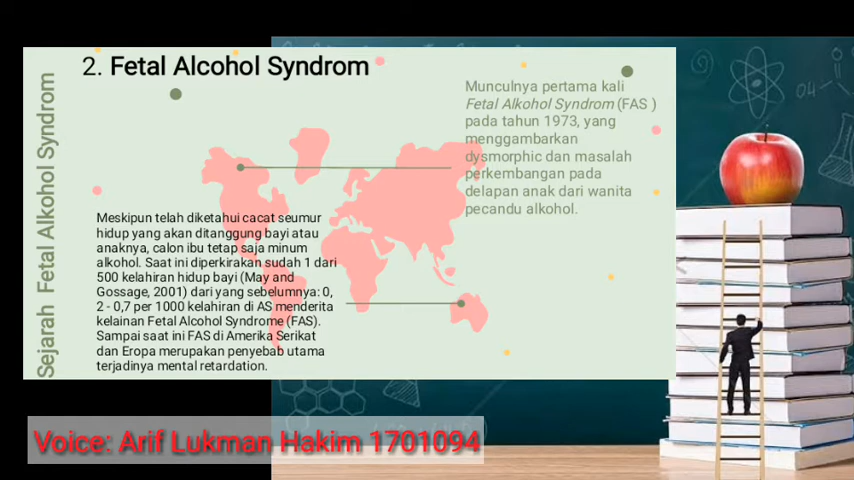 2. Fetal Alcohol Syndrom
Sejarah Fetal Alkohol Syndrom
Munculnya pertama kali
Fetal Alkohol Syndrom (FAS )
pada tahun 1973, yang
menggambarkan
dysmorphic dan masalah
perkembangan pada
delapan anak dari wanita
pecandu alkohol.
Meskipun telah diketahui cacat seumur
hidup yang akan ditanggung bayi atau
anaknya, calon ibu tetap saja minum
alkohol. Saat ini diperkirakan sudah 1 dari
500 kelahiran hidup bayi (May and
Gossage, 2001) dari yang sebelumnya: 0,
2 - 0,7 per 1000 kelahiran di AS menderita
kelainan Fetal Alcohol Syndrome (FAS).
Sampai saat ini FAS di Amerika Serikat
dan Eropa merupakan penyebab utama
terjadinya mental retardation.
Voice: Arif Lukman Hakim 1701094